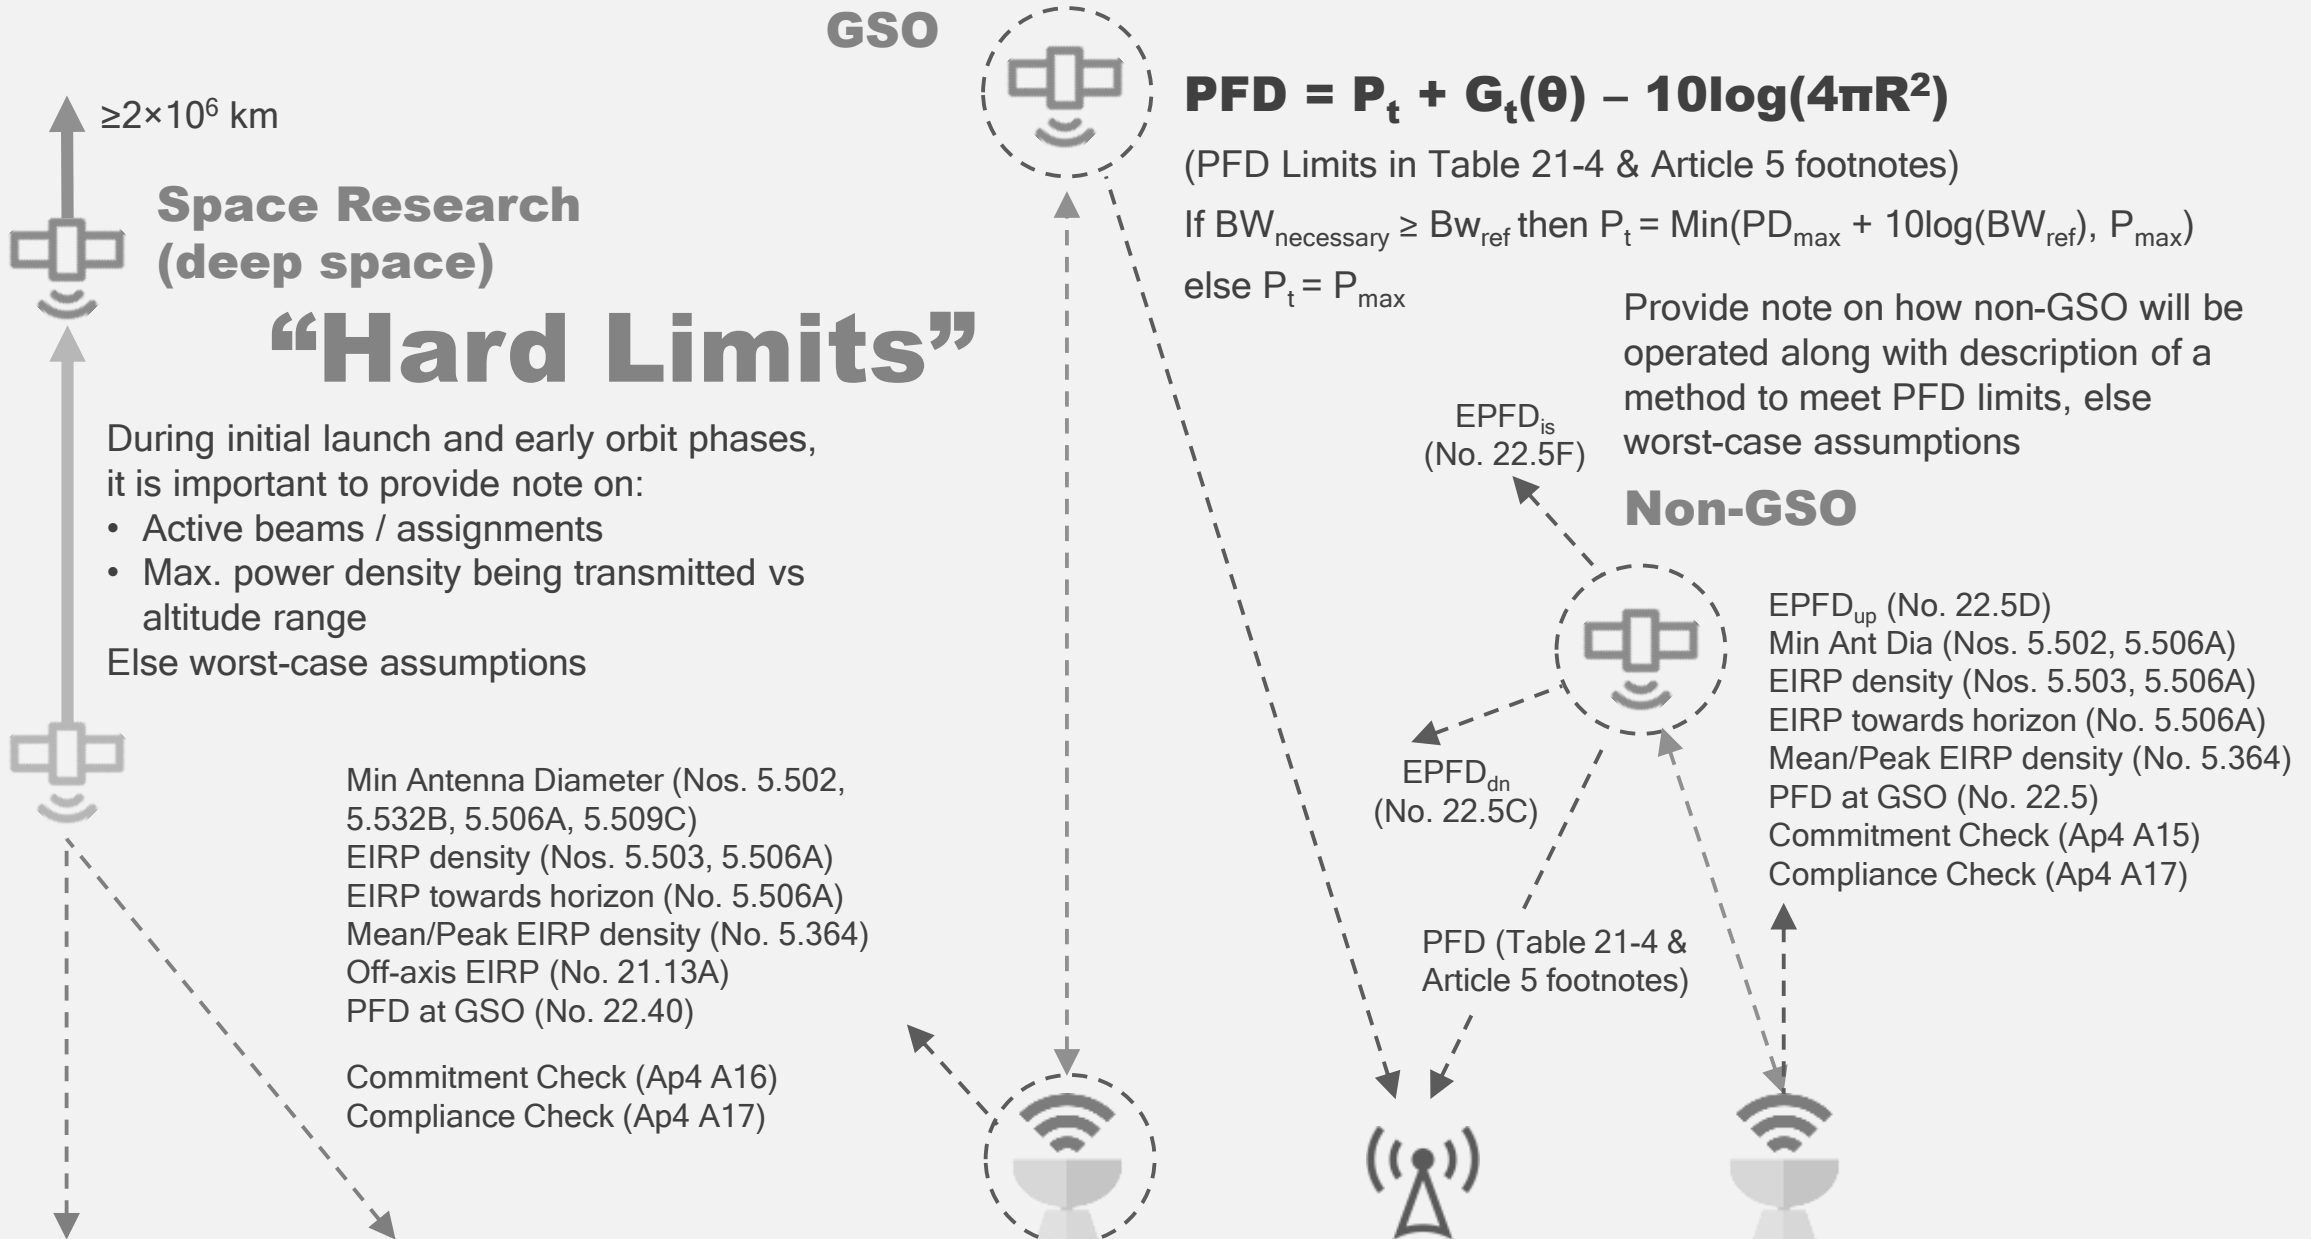 GSO
PFD = Pt + Gt(θ) – 10log(4πR²)
(PFD Limits in Table 21-4 & Article 5 footnotes)
If BWnecessary ≥ Bwref then Pt = Min(PDmax + 10log(BWref), Pmax)
else Pt = Pmax
≥2×10⁶ km
Space Research
(deep space)
“Hard Limits”
During initial launch and early orbit phases,
it is important to provide note on:
• Active beams / assignments
• Max. power density being transmitted vs
altitude range
Else worst-case assumptions
Provide note on how non-GSO will be
operated along with description of a
method to meet PFD limits, else
worst-case assumptions
EPFDis
(No. 22.5F)
Non-GSO
EPFDup (No. 22.5D)
Min Ant Dia (Nos. 5.502, 5.506A)
EIRP density (Nos. 5.503, 5.506A)
EIRP towards horizon (No. 5.506A)
Mean/Peak EIRP density (No. 5.364)
PFD at GSO (No. 22.5)
Commitment Check (Ap4 A15)
Compliance Check (Ap4 A17)
EPFDdn
(No. 22.5C)
PFD (Table 21-4 &
Article 5 footnotes)
Min Antenna Diameter (Nos. 5.502,
5.532B, 5.506A, 5.509C)
EIRP density (Nos. 5.503, 5.506A)
EIRP towards horizon (No. 5.506A)
Mean/Peak EIRP density (No. 5.364)
Off-axis EIRP (No. 21.13A)
PFD at GSO (No. 22.40)
Commitment Check (Ap4 A16)
Compliance Check (Ap4 A17)